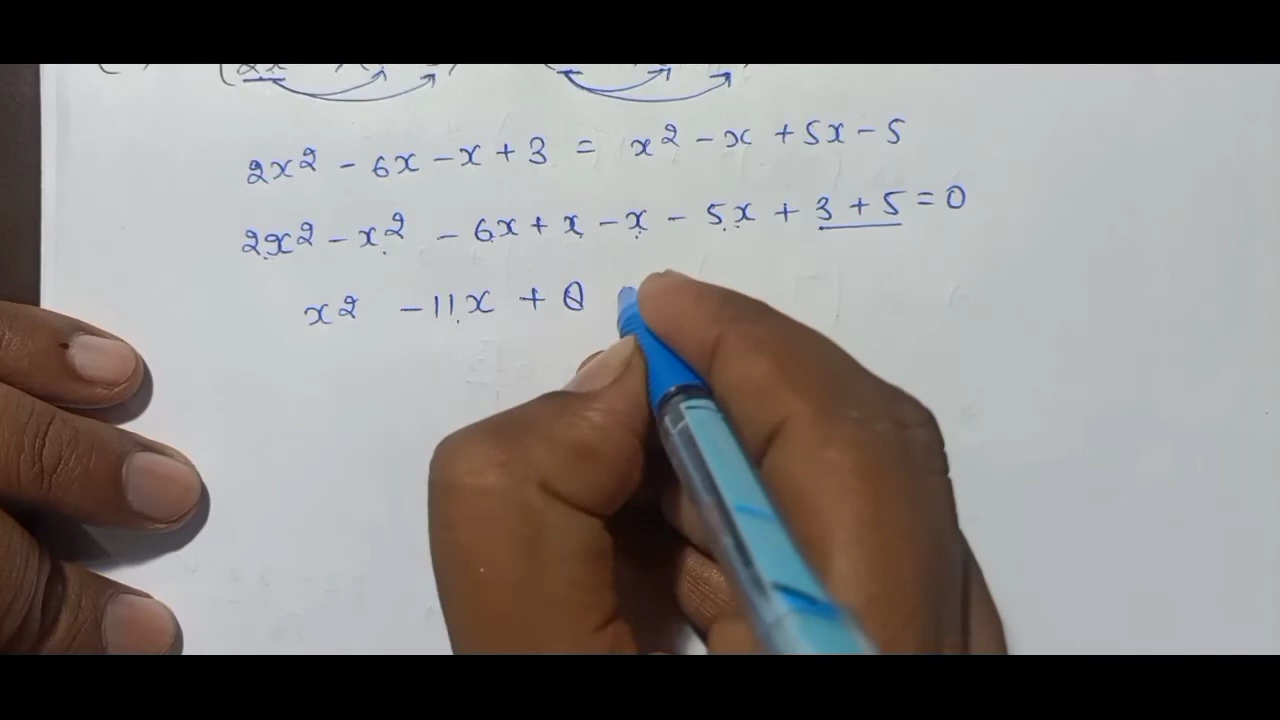 2x² - 6x - x + 3 = x² - x + 5x - 5
2x² - x² - 6x + x - x - 5x + 3 + 5 = 0
x² - 11x + 8